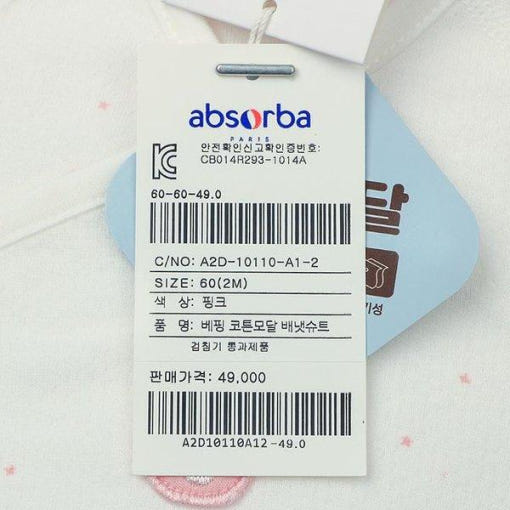 absorba
PARIS
안전확인신고확인증번호:
CB014R293-1014A
60-60-49.0
C/NO: A2D-10110-A1-2
SIZE: 60(2M)
색 상: 핑크
품 명: 베핑 코튼모달 배냇슈트
검침기 통과제품
판매가격: 49,000
A2D10110A12-49.0
달
기성